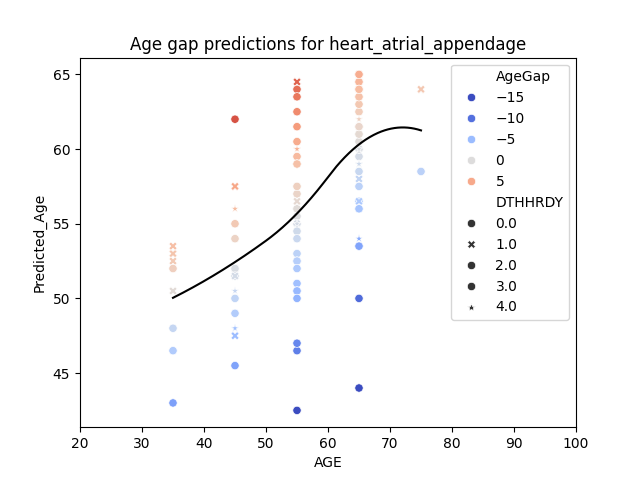 Age gap predictions for heart_atrial_appendage
65
60
55
50
45
Predicted_Age
20 30 40 50 60 70 80 90 100
AGE
AgeGap
−15
−10
−5
0
5
DTHHRDY
0.0
1.0
2.0
3.0
4.0